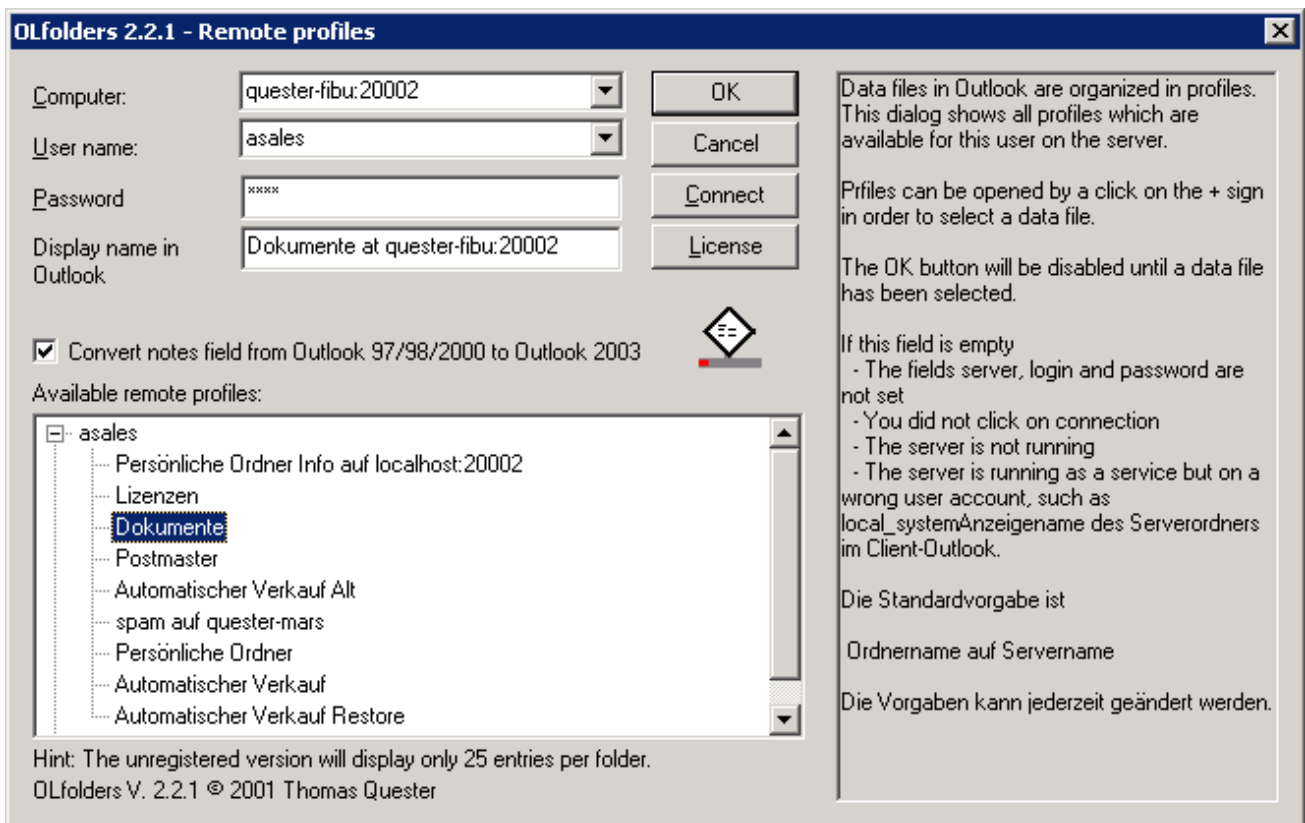 OLfolders 2.2.1 - Remote profiles
Computer:
quester-fibu:20002
OK
User name:
asales
Cancel
Password
****
Connect
Display name in
Outlook
Dokumente at quester-fibu:20002
License
Convert notes field from Outlook 97/98/2000 to Outlook 2003
Available remote profiles:
asales
Persönliche Ordner Info auf localhost:20002
Lizenzen
Dokumente
Postmaster
Automatischer Verkauf Alt
spam auf quester-mars
Persönliche Ordner
Automatischer Verkauf
Automatischer Verkauf Restore
Hint: The unregistered version will display only 25 entries per folder.
OLfolders V. 2.2.1 © 2001 Thomas Quester
Data files in Outlook are organized in profiles.
This dialog shows all profiles which are
available for this user on the server.
Prfiles can be opened by a click on the + sign
in order to select a data file.
The OK button will be disabled until a data file
has been selected.
If this field is empty
- The fields server, login and password are
not set
- You did not click on connection
- The server is not running
- The server is running as a service but on a
wrong user account, such as
local_systemAnzeigename des Serverordners
im Client-Outlook.
Die Standardvorgabe ist
Ordnername auf Servername
Die Vorgaben kann jederzeit geändert werden.